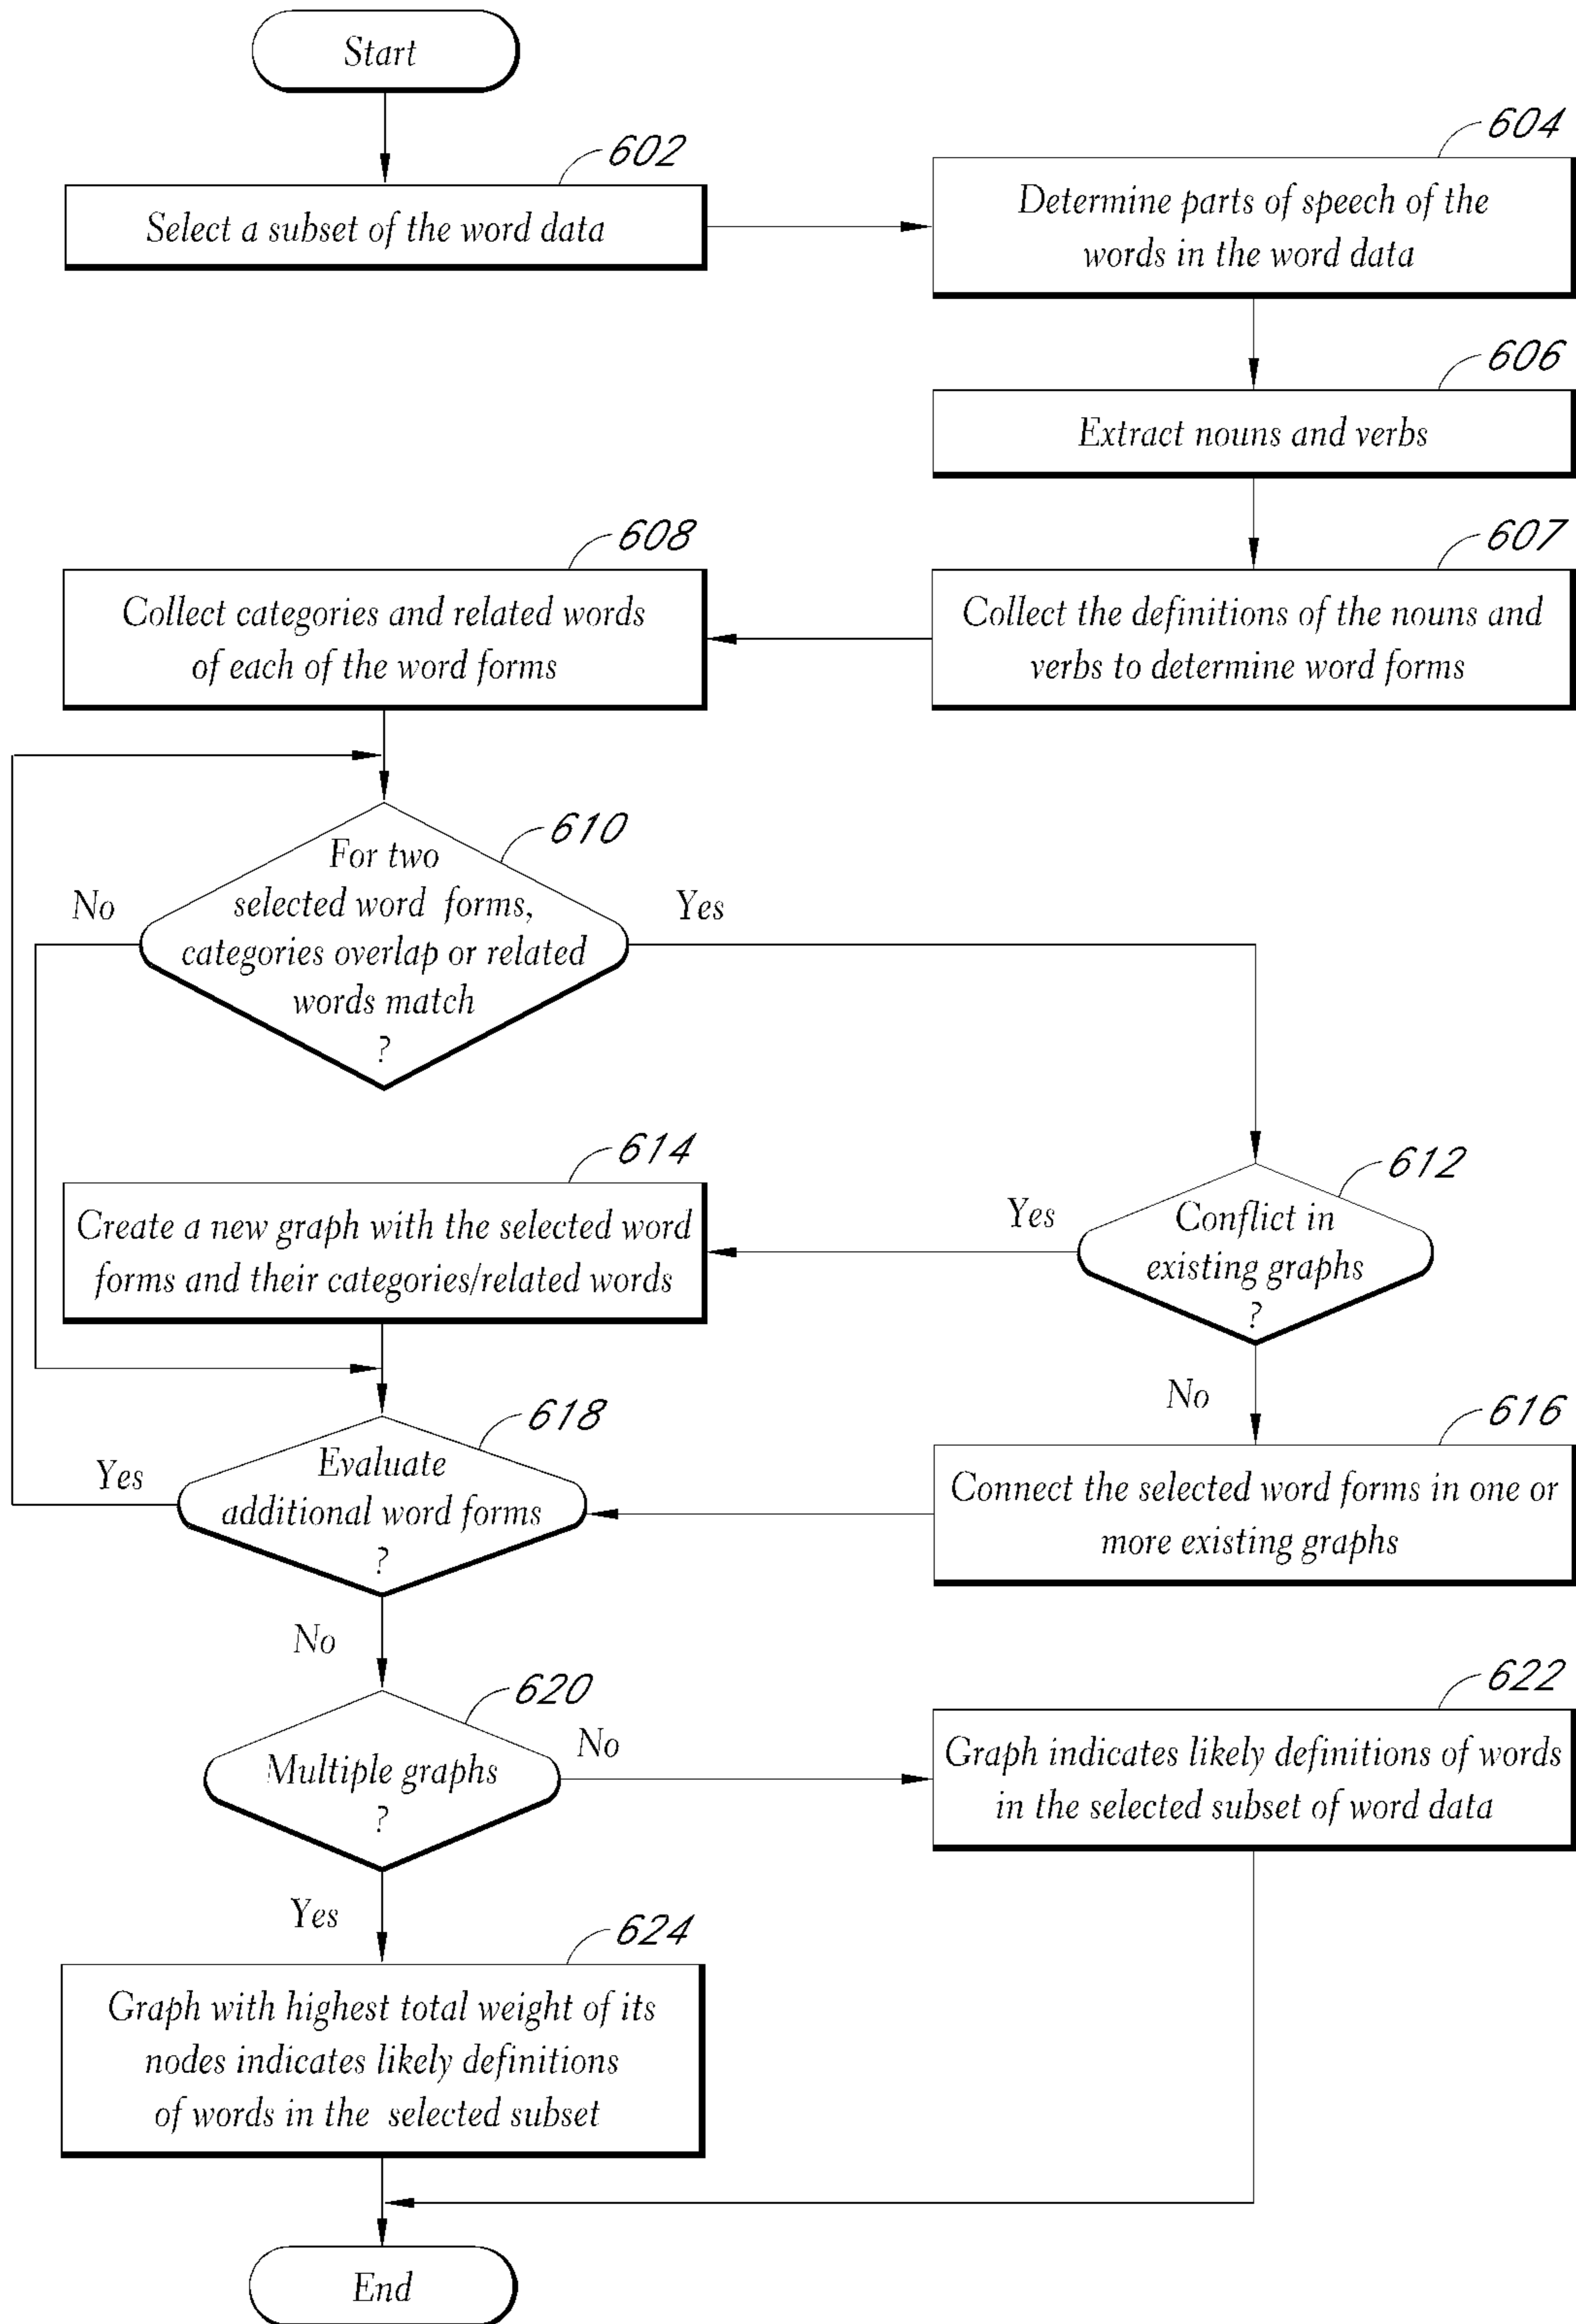 Start
602
Select a subset of the word data
604
Determine parts of speech of the
words in the word data
606
Extract nouns and verbs
607
Collect the definitions of the nouns and
verbs to determine word forms
608
Collect categories and related words
of each of the word forms
610
For two
selected word forms,
categories overlap or related
words match
?
No
Yes
612
Conflict in
existing graphs
?
Yes
No
614
Create a new graph with the selected word
forms and their categories/related words
616
Connect the selected word forms in one or
more existing graphs
618
Evaluate
additional word forms
?
Yes
No
620
Multiple graphs
?
No
Yes
622
Graph indicates likely definitions of words
in the selected subset of word data
624
Graph with highest total weight of its
nodes indicates likely definitions
of words in the selected subset
End